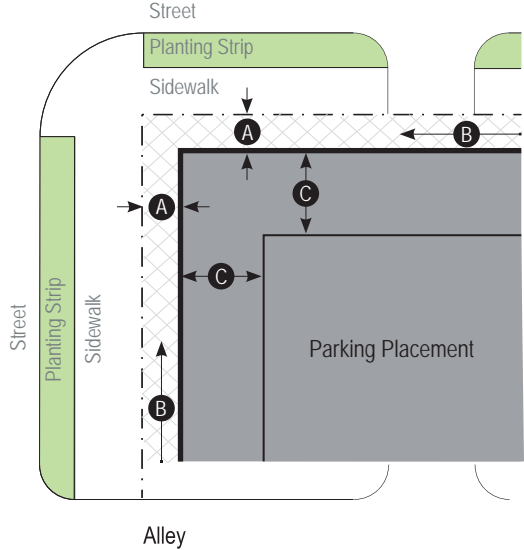 Street
Planting Strip
Sidewalk
A
B
C
A
C
Street
Planting Strip
Sidewalk
Parking Placement
B
Alley